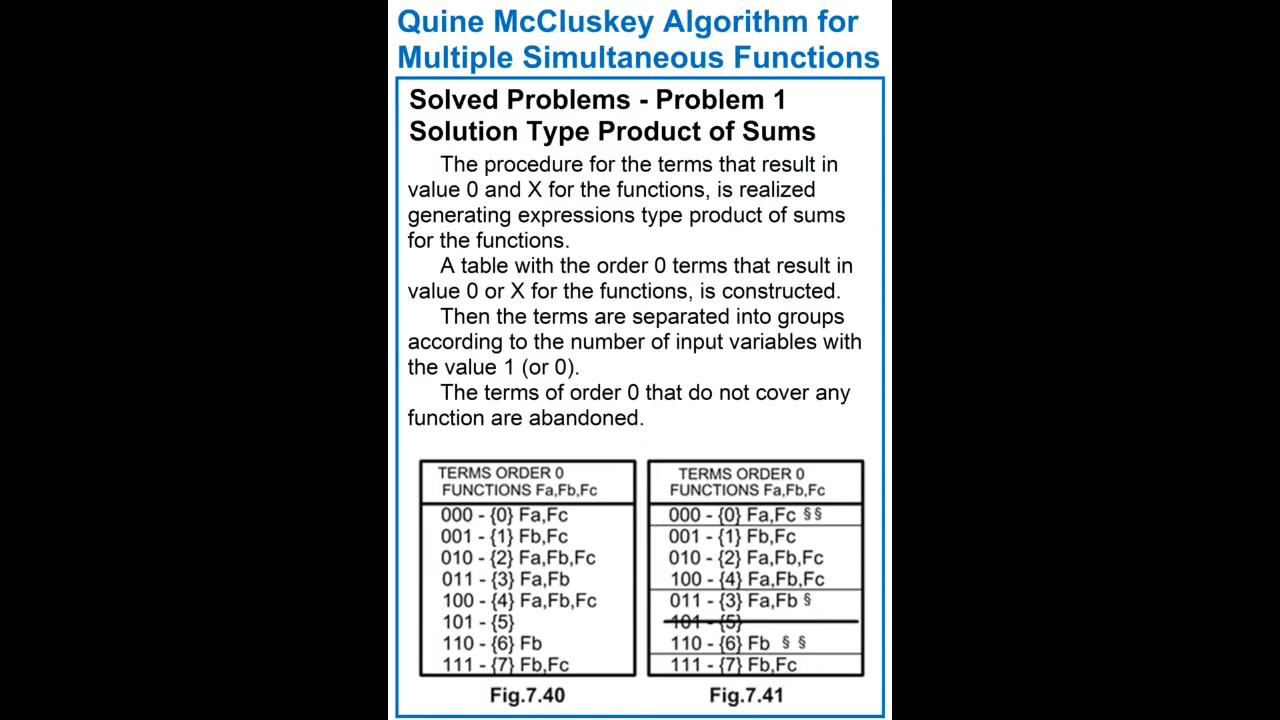 Quine McCluskey Algorithm for
Multiple Simultaneous Functions
Solved Problems - Problem 1
Solution Type Product of Sums
The procedure for the terms that result in
value 0 and X for the functions, is realized
generating expressions type product of sums
for the functions.
A table with the order 0 terms that result in
value 0 or X for the functions, is constructed.
Then the terms are separated into groups
according to the number of input variables with
the value 1 (or 0).
The terms of order 0 that do not cover any
function are abandoned.
TERMS ORDER 0
FUNCTIONS Fa,Fb,Fc
000 - {0} Fa,Fc
001 - {1} Fb,Fc
010 - {2} Fa,Fb,Fc
011 - {3} Fa,Fb
100 - {4} Fa,Fb,Fc
101 - {5}
110 - {6} Fb
111 - {7} Fb,Fc
Fig.7.40
TERMS ORDER 0
FUNCTIONS Fa,Fb,Fc
000 - {0} Fa,Fc § §
001 - {1} Fb,Fc
010 - {2} Fa,Fb,Fc
100 - {4} Fa,Fb,Fc
011 - {3} Fa,Fb §
101 - {5}
110 - {6} Fb § §
111 - {7} Fb,Fc
Fig.7.41